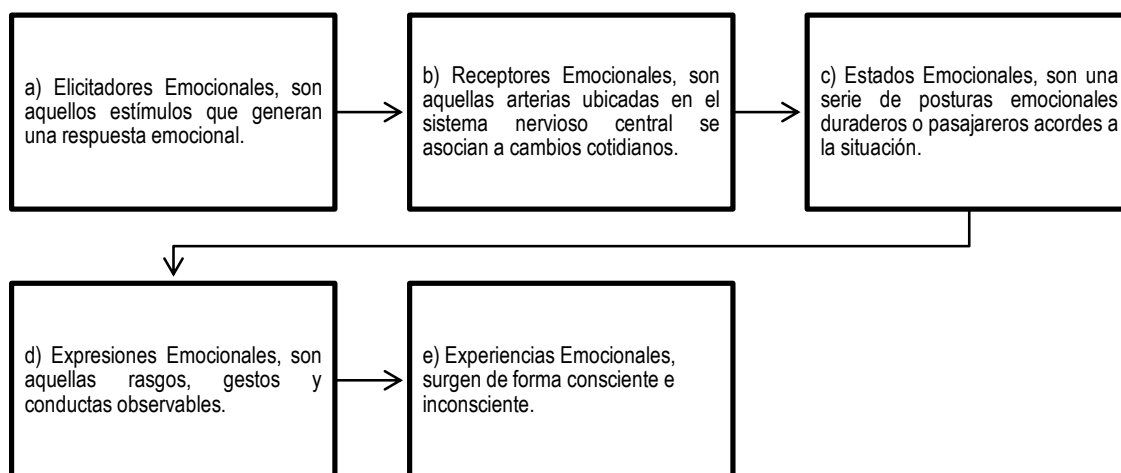 a) Elicitadores Emocionales, son
aquellos estímulos que generan
una respuesta emocional.
b) Receptores Emocionales, son
aquellas arterias ubicadas en el
sistema nervioso central se
asocian a cambios cotidianos.
c) Estados Emocionales, son una
serie de posturas emocionales
duraderos o pasajareros acordes a
la situación.
d) Expresiones Emocionales, son
aquellas rasgos, gestos y
conductas observables.
e) Experiencias Emocionales,
surgen de forma consciente e
inconsciente.